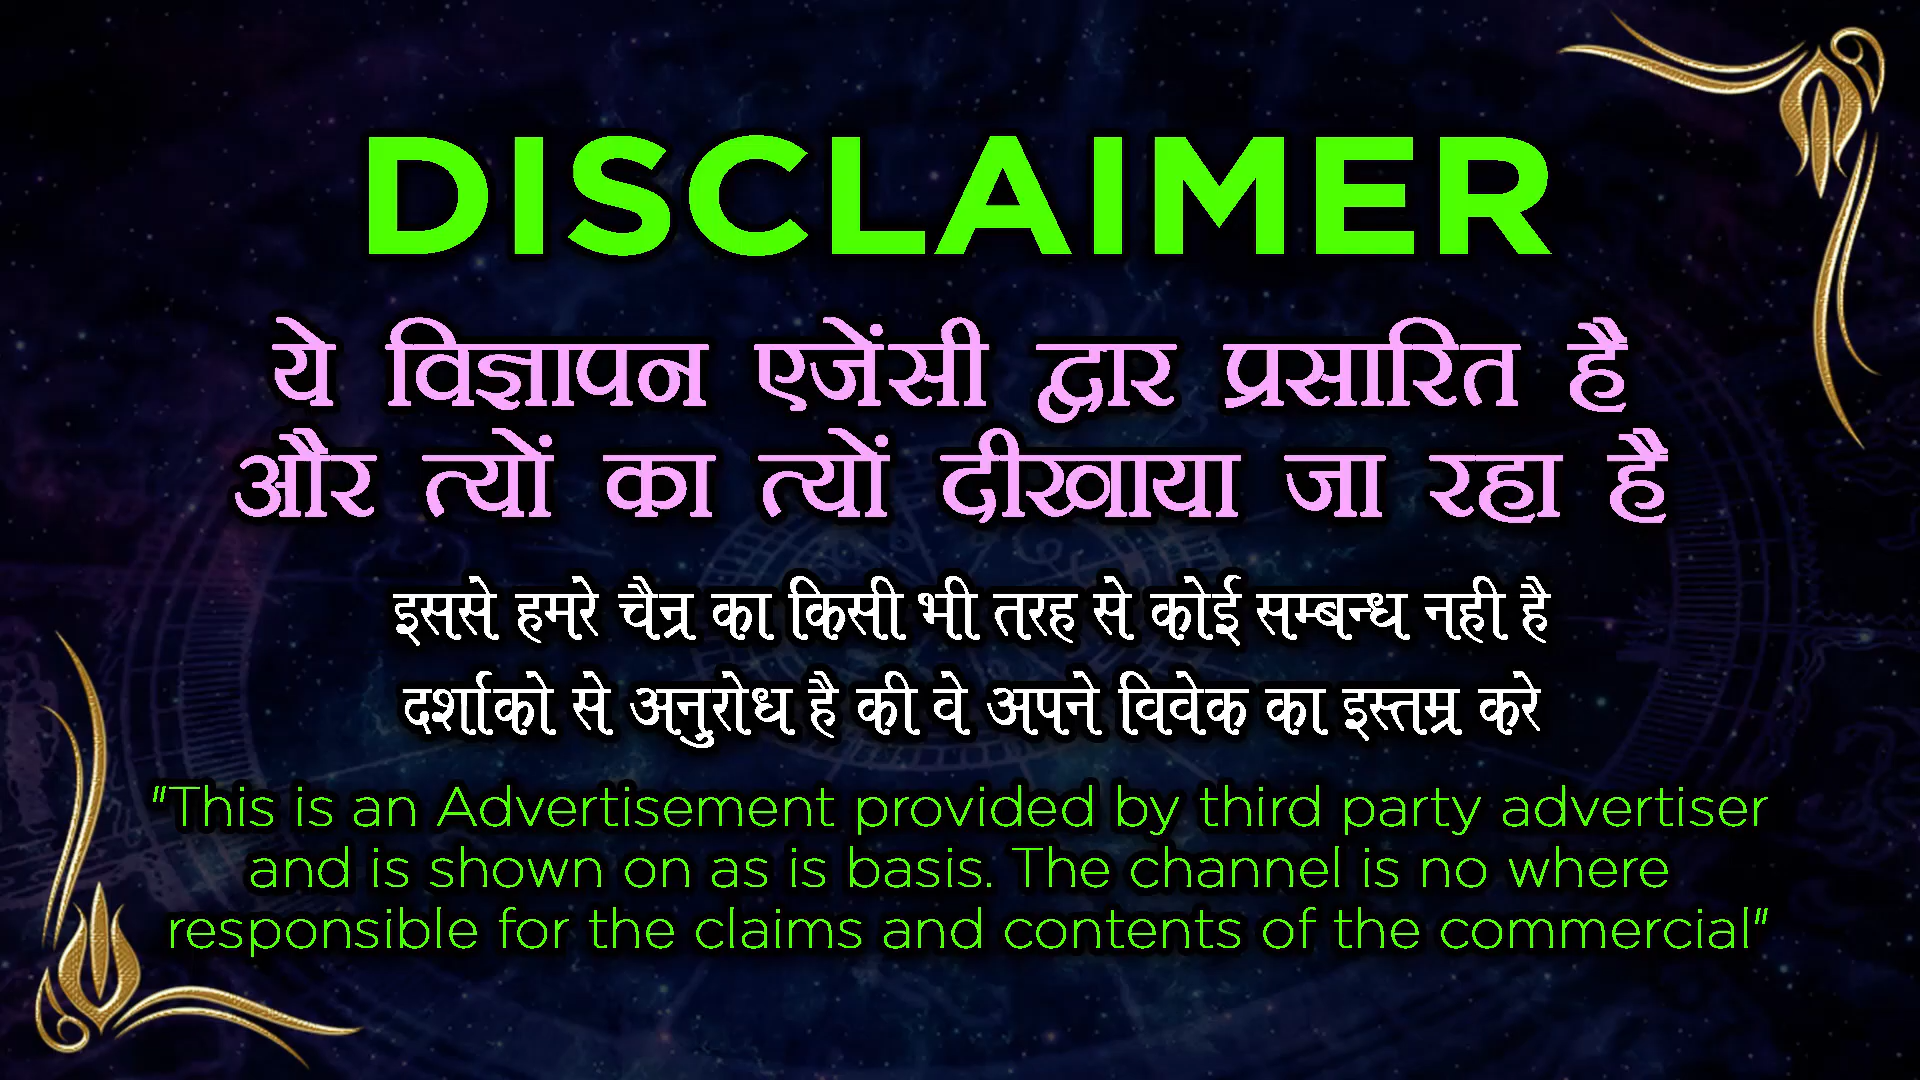 DISCLAIMER
ये विज्ञापन एजेंसी द्वार प्रसारित है
और त्यों का त्यों दीखाया जा रहा है
इससे हमरे चैन्र का किसी भी तरह से कोई सम्बन्ध नही है
दर्शाको से अनुरोध है की वे अपने विवेक का इस्तम्र करे
"This is an Advertisement provided by third party advertiser
and is shown on as is basis. The channel is no where
responsible for the claims and contents of the commercial"